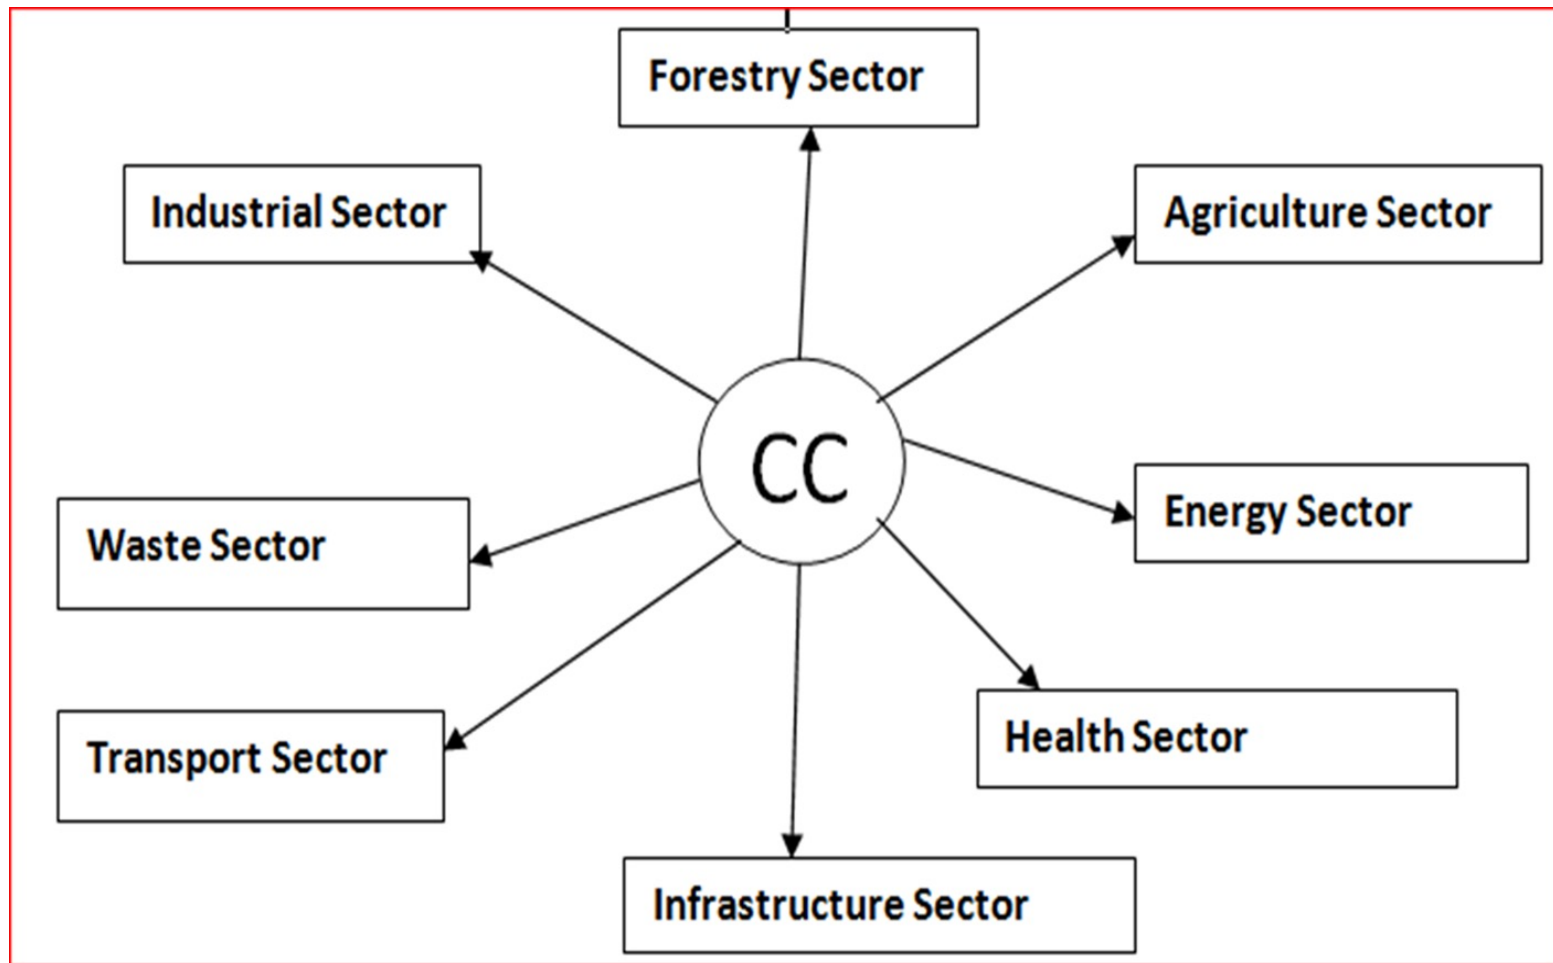 Forestry Sector
Industrial Sector
Agriculture Sector
CC
Energy Sector
Waste Sector
Health Sector
Transport Sector
Infrastructure Sector